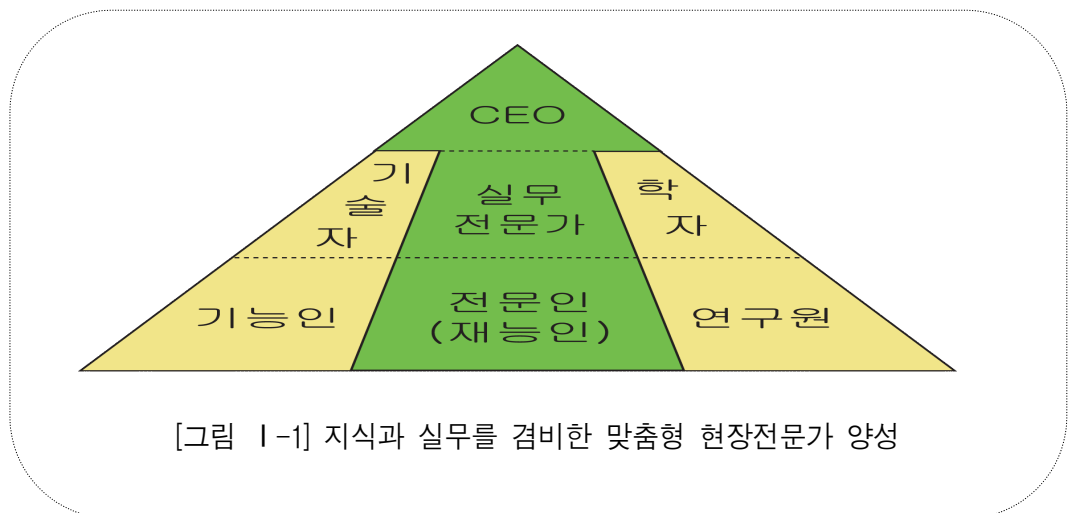 CEO
기술자
실무
전문가
학자
기능인
전문인
(재능인)
연구원
[그림 Ⅰ-1] 지식과 실무를 겸비한 맞춤형 현장전문가 양성